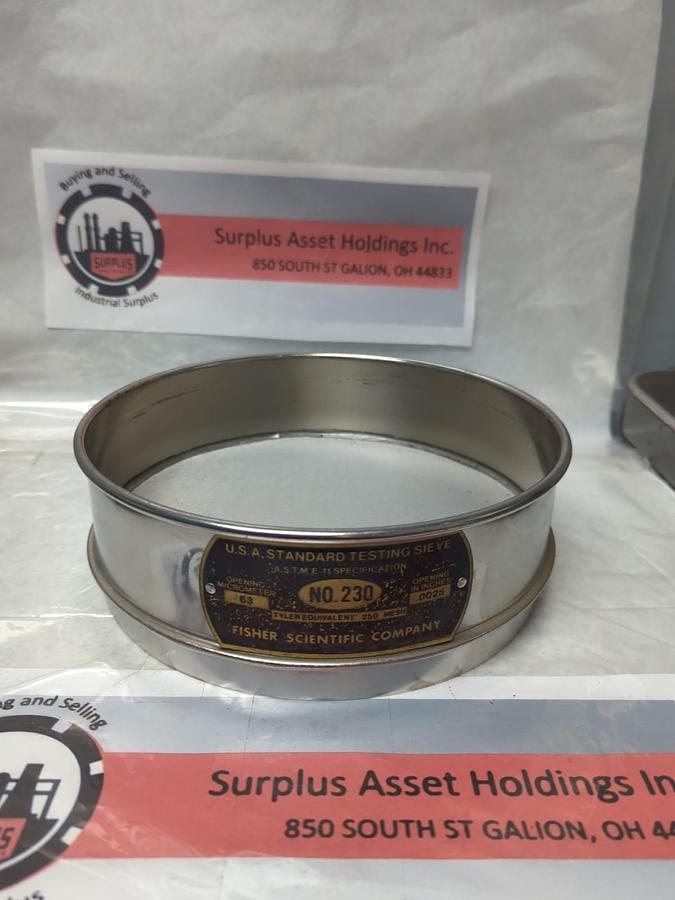 Buying and Selling
SURPLUS
Industrial Surplus
Surplus Asset Holdings Inc.
850 SOUTH ST GALION, OH 44833
U.S.A. STANDARD TESTING SIEVE
A.S.T.M. E-11 SPECIFICATION
OPENING
MICROMETER
63
NO. 230
OPENING
IN INCHES
.0025
TYLER EQUIVALENT 250 MESH
FISHER SCIENTIFIC COMPANY
ng and Selling
Surplus Asset Holdings In
850 SOUTH ST GALION, OH 44